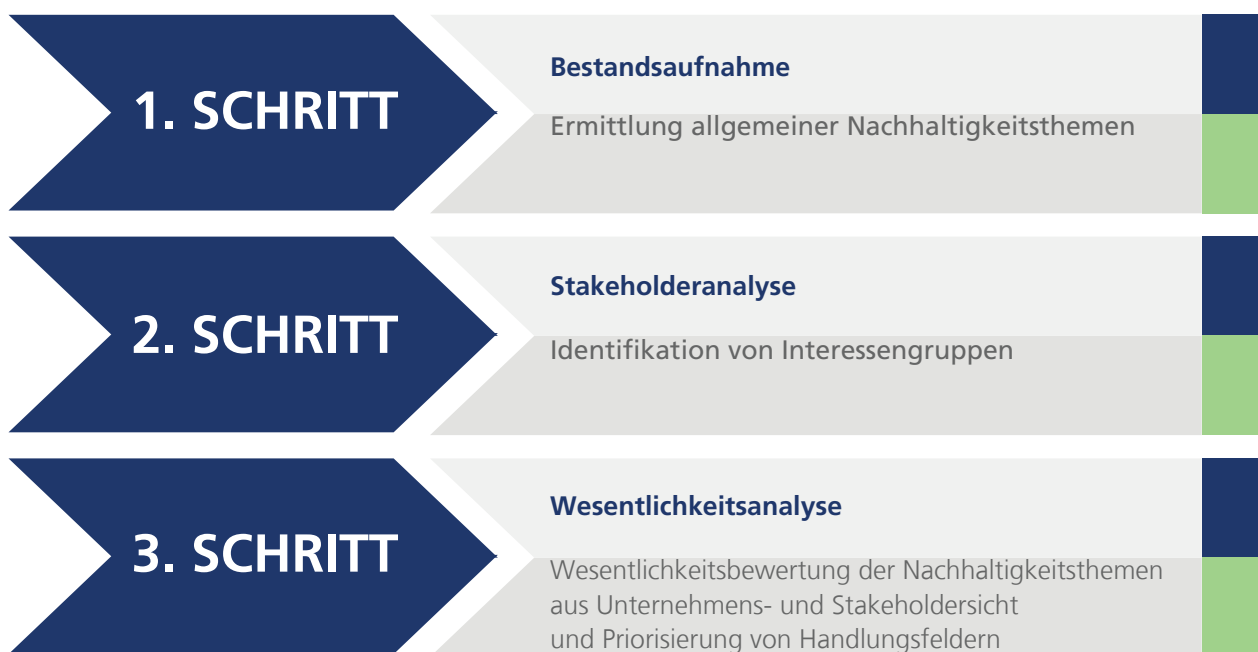 1. SCHRITT
Bestandsaufnahme
Ermittlung allgemeiner Nachhaltigkeitsthemen
2. SCHRITT
Stakeholderanalyse
Identifikation von Interessengruppen
3. SCHRITT
Wesentlichkeitsanalyse
Wesentlichkeitsbewertung der Nachhaltigkeitsthemen
aus Unternehmens- und Stakeholdersicht
und Priorisierung von Handlungsfeldern